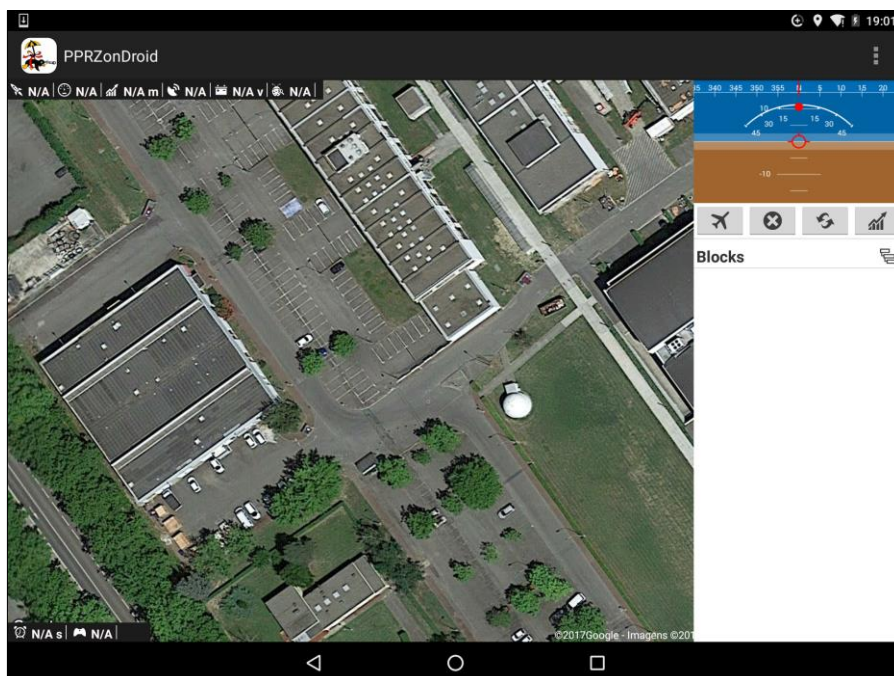 19:01
PPRZonDroid
N/A N/A N/A m N/A N/A v N/A
340 345 350 355 N 5 10 15 20
10
30 15 15 30
45 45
-10
Blocks
N/A s N/A
©2017Google - Imagens ©201